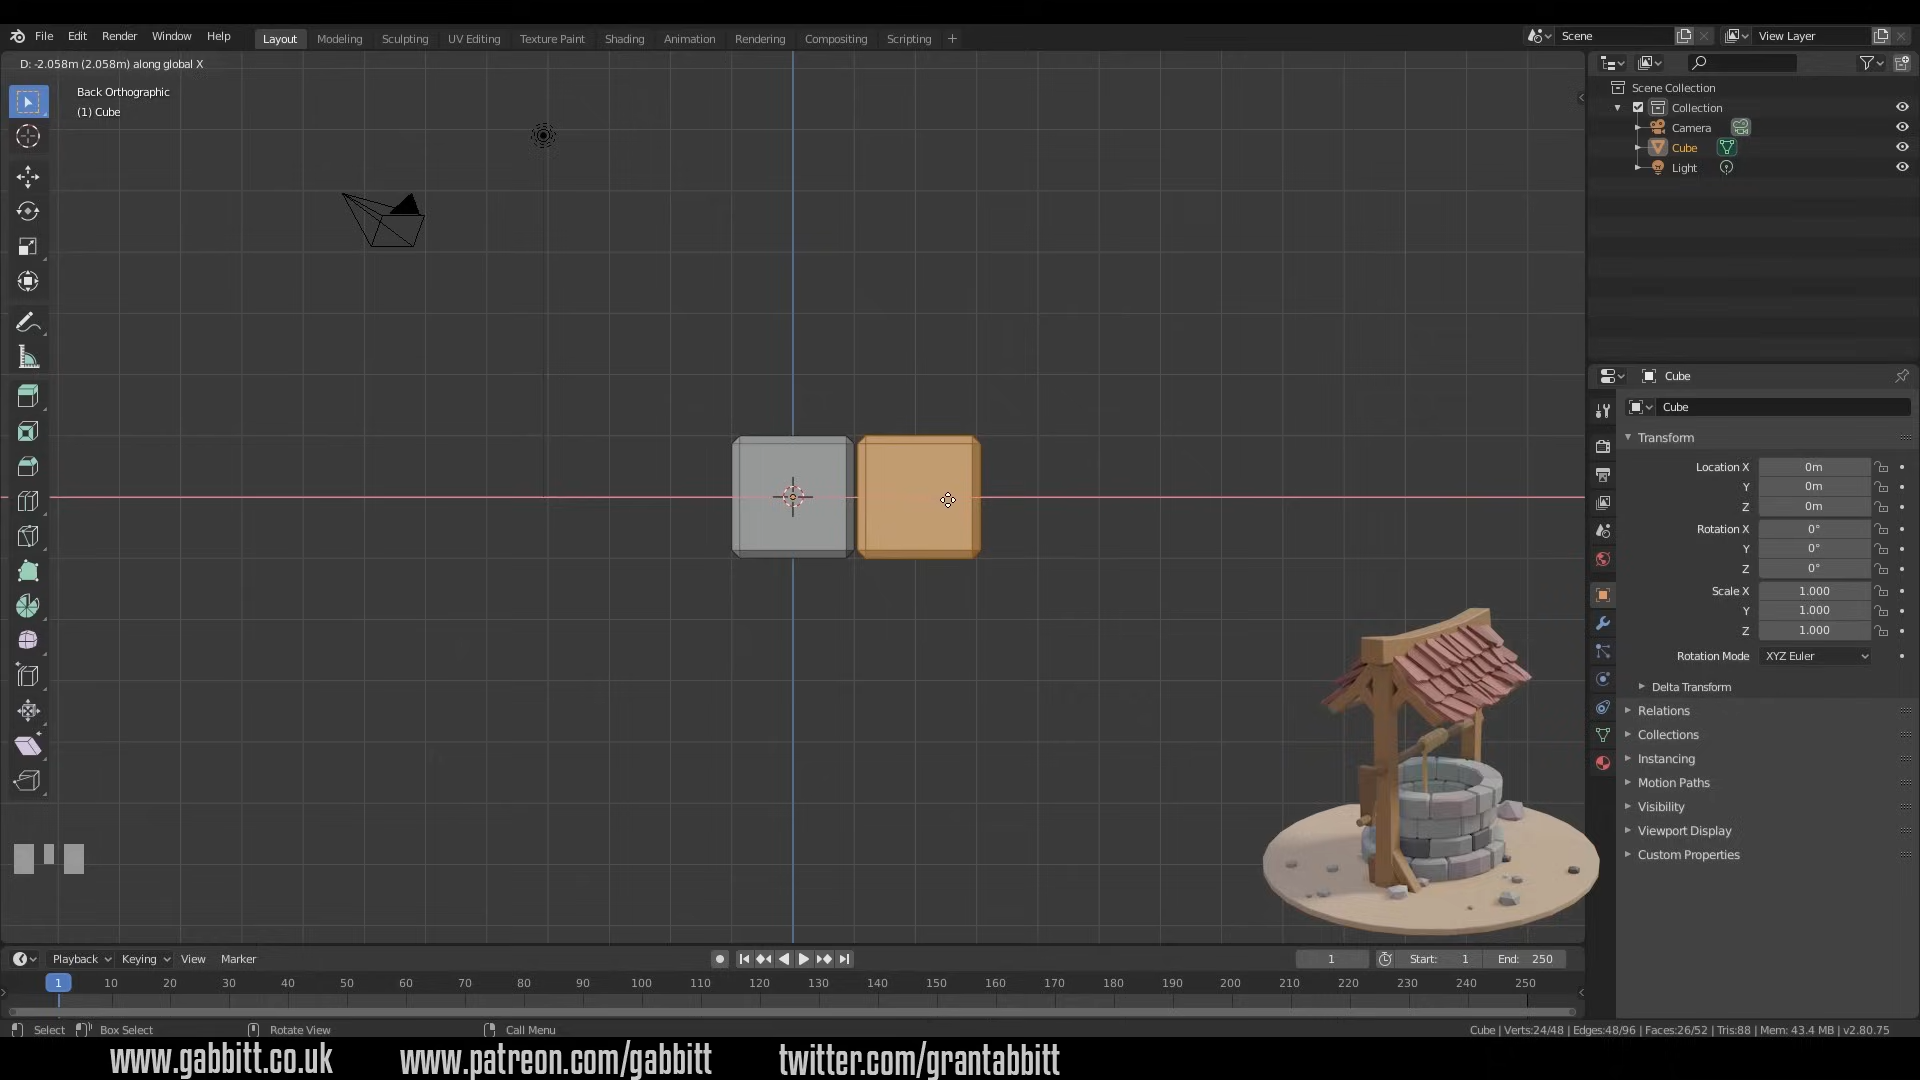 File Edit Render Window Help Layout Modeling Sculpting UV Editing Texture Paint Shading Animation Rendering Compositing Scripting + Scene View Layer
D: -2.058m (2.058m) along global X
Back Orthographic
(1) Cube
Scene Collection
Collection
Camera
Cube
Light
Cube
Cube
Transform
Location X 0m
Y 0m
Z 0m
Rotation X 0°
Y 0°
Z 0°
Scale X 1.000
Y 1.000
Z 1.000
Rotation Mode XYZ Euler
Delta Transform
Relations
Collections
Instancing
Motion Paths
Visibility
Viewport Display
Custom Properties
Playback Keying View Marker 1 Start: 1 End: 250
1 10 20 30 40 50 60 70 80 90 100 110 120 130 140 150 160 170 180 190 200 210 220 230 240 250
Select Box Select Rotate View Call Menu Cube | Verts:24/48 | Edges:48/96 | Faces:26/52 | Tris:88 | Mem: 43.4 MB | v2.80.75
www.gabbitt.co.uk www.patreon.com/gabbitt twitter.com/grantabbitt